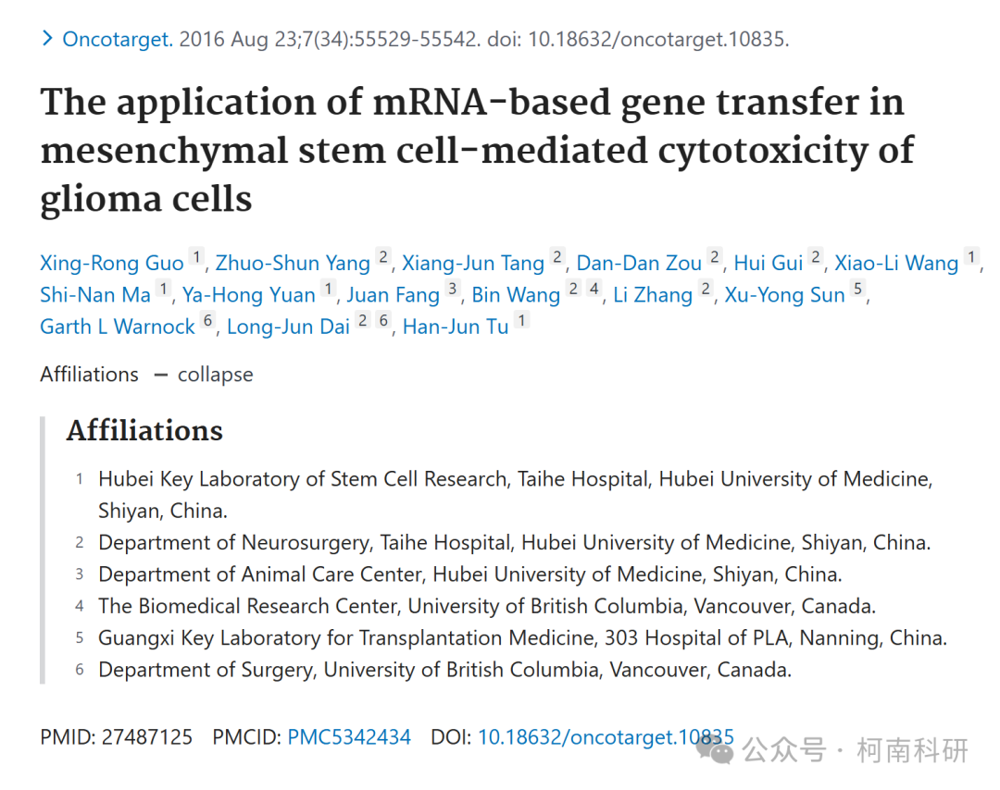 > Oncotarget. 2016 Aug 23;7(34):55529-55542. doi: 10.18632/oncotarget.10835.
The application of mRNA-based gene transfer in
mesenchymal stem cell-mediated cytotoxicity of
glioma cells
Xing-Rong Guo 1, Zhuo-Shun Yang 2, Xiang-Jun Tang 2, Dan-Dan Zou 2, Hui Gui 2, Xiao-Li Wang 1,
Shi-Nan Ma 1, Ya-Hong Yuan 1, Juan Fang 3, Bin Wang 2 4, Li Zhang 2, Xu-Yong Sun 5,
Garth L Warnock 6, Long-Jun Dai 2 6, Han-Jun Tu 1
Affiliations — collapse
Affiliations
1 Hubei Key Laboratory of Stem Cell Research, Taihe Hospital, Hubei University of Medicine,
Shiyan, China.
2 Department of Neurosurgery, Taihe Hospital, Hubei University of Medicine, Shiyan, China.
3 Department of Animal Care Center, Hubei University of Medicine, Shiyan, China.
4 The Biomedical Research Center, University of British Columbia, Vancouver, Canada.
5 Guangxi Key Laboratory for Transplantation Medicine, 303 Hospital of PLA, Nanning, China.
6 Department of Surgery, University of British Columbia, Vancouver, Canada.
PMID: 27487125 PMCID: PMC5342434 DOI: 10.18632/oncotarget.10835
公众号 · 柯南科研